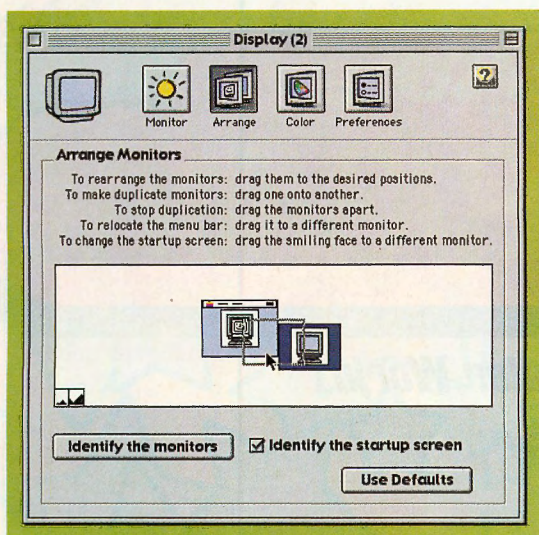 Display (2)
?
Monitor Arrange Color Preferences
Arrange Monitors
To rearrange the monitors: drag them to the desired positions.
To make duplicate monitors: drag one onto another.
To stop duplication: drag the monitors apart.
To relocate the menu bar: drag it to a different monitor.
To change the startup screen: drag the smiling face to a different monitor.
Identify the monitors Identify the startup screen
Use Defaults